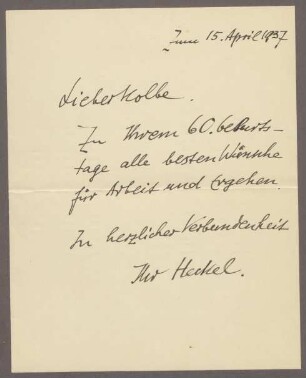 Zum 15. April 1937
Lieber Kolbe.
Zu Ihrem 60. Geburts-
tage alle besten Wünsche
für Arbeit und Ergehen.
In herzlicher Verbundenheit
Ihr Heckel.